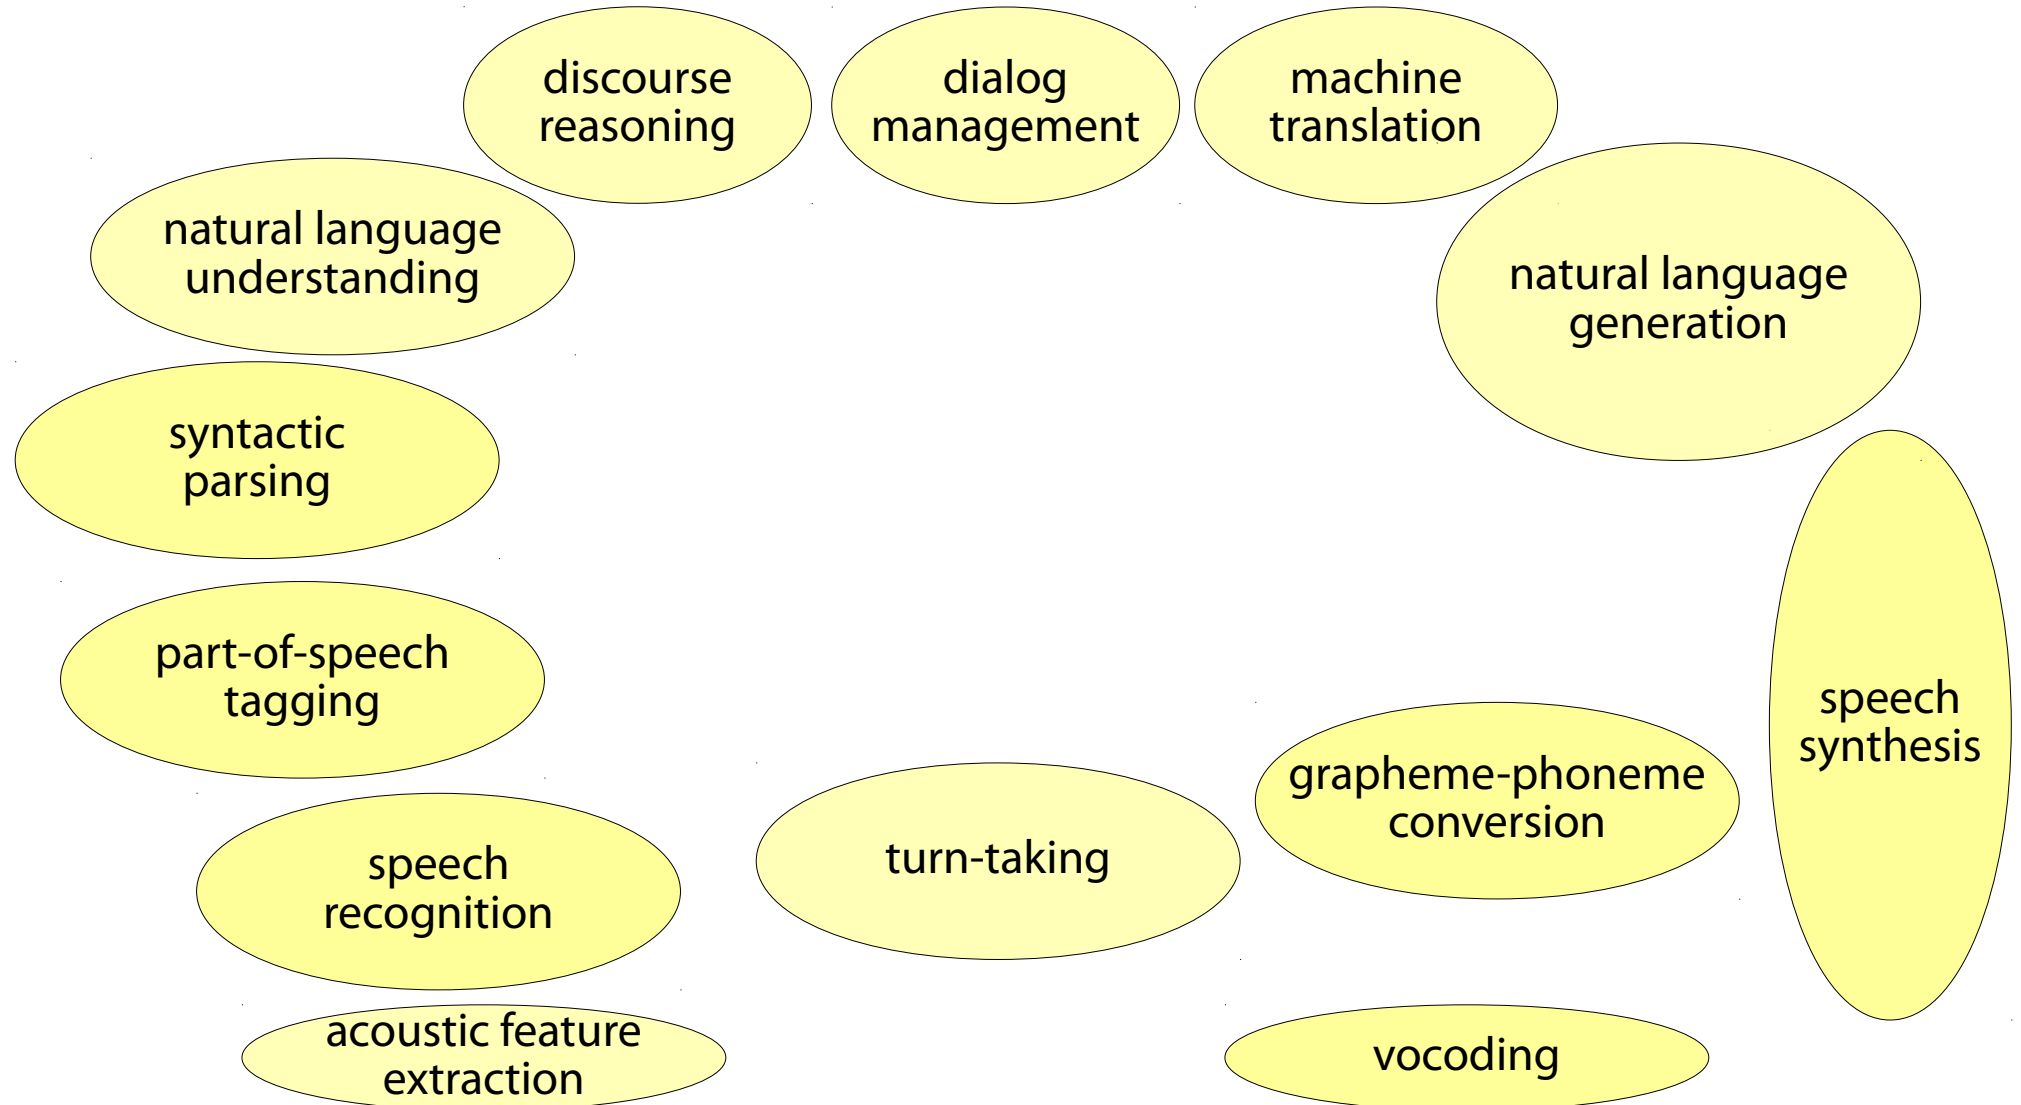 discourse
reasoning
dialog
management
machine
translation
natural language
understanding
natural language
generation
syntactic
parsing
part-of-speech
tagging
speech
synthesis
grapheme-phoneme
conversion
turn-taking
speech
recognition
acoustic feature
extraction
vocoding